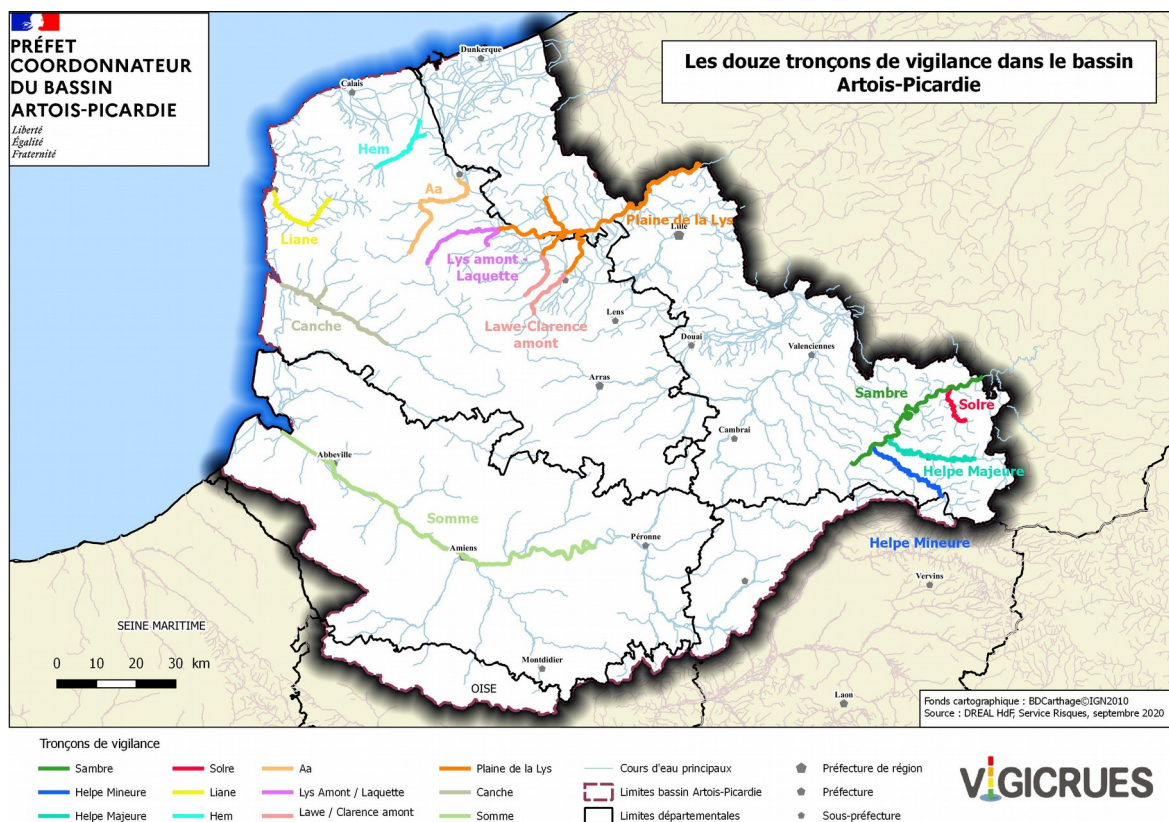 PRÉFET
COORDONNATEUR
DU BASSIN
ARTOIS-PICARDIE
Liberté
Égalité
Fraternité
Les douze tronçons de vigilance dans le bassin
Artois-Picardie
Dunkerque
Calais
Hem
Aa
Plaine de la Lys
Lille
Liane
Lys amont -
Laquette
Canche
Lawe-Clarence
amont
Lens
Douai
Valenciennes
Arras
Sambre
Solre
Cambrai
Helpe Majeure
Abbeville
Somme
Amiens
Péronne
Helpe Mineure
Vervins
SEINE MARITIME
0 10 20 30 km
Montdidier
OISE
Laon
Fonds cartographique : BDCarthage©IGN2010
Source : DREAL HdF, Service Risques, septembre 2020
Tronçons de vigilance
Sambre
Helpe Mineure
Helpe Majeure
Solre
Liane
Hem
Aa
Lys Amont / Laquette
Lawe / Clarence amont
Plaine de la Lys
Canche
Somme
Cours d'eau principaux
Limites bassin Artois-Picardie
Limites départementales
Préfecture de région
Préfecture
Sous-préfecture
VIGICRUES